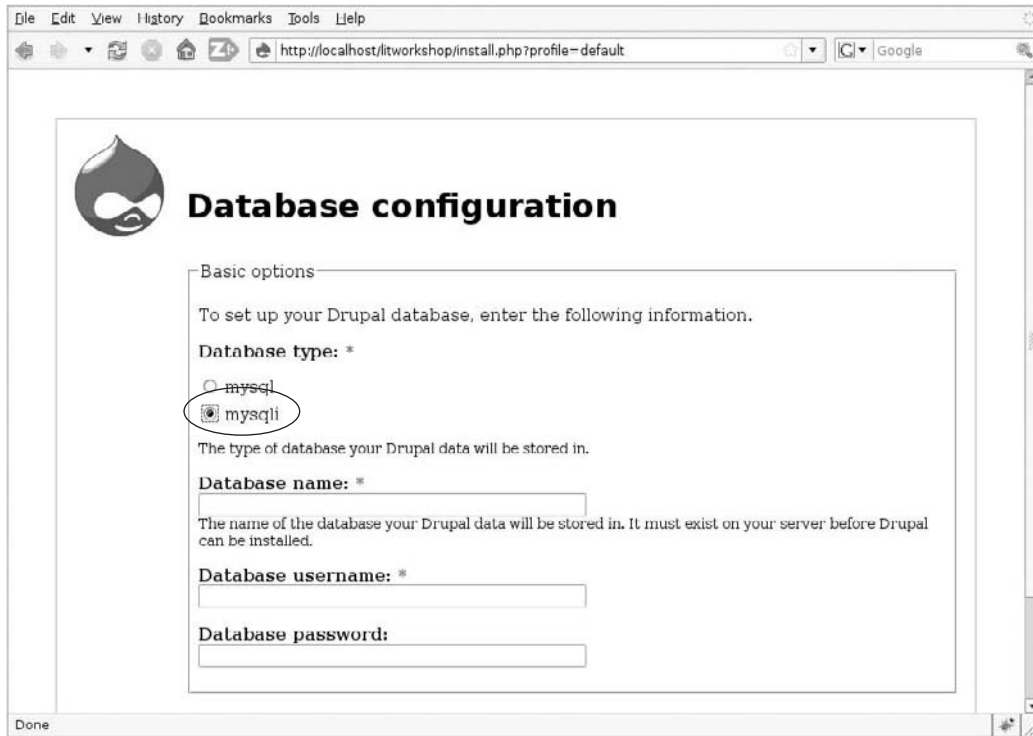 File Edit View History Bookmarks Tools Help
http://localhost/litworkshop/install.php?profile=default
G Google
Database configuration
Basic options
To set up your Drupal database, enter the following information.
Database type: *
mysql
mysqli
The type of database your Drupal data will be stored in.
Database name: *
The name of the database your Drupal data will be stored in. It must exist on your server before Drupal
can be installed.
Database username: *
Database password:
Done